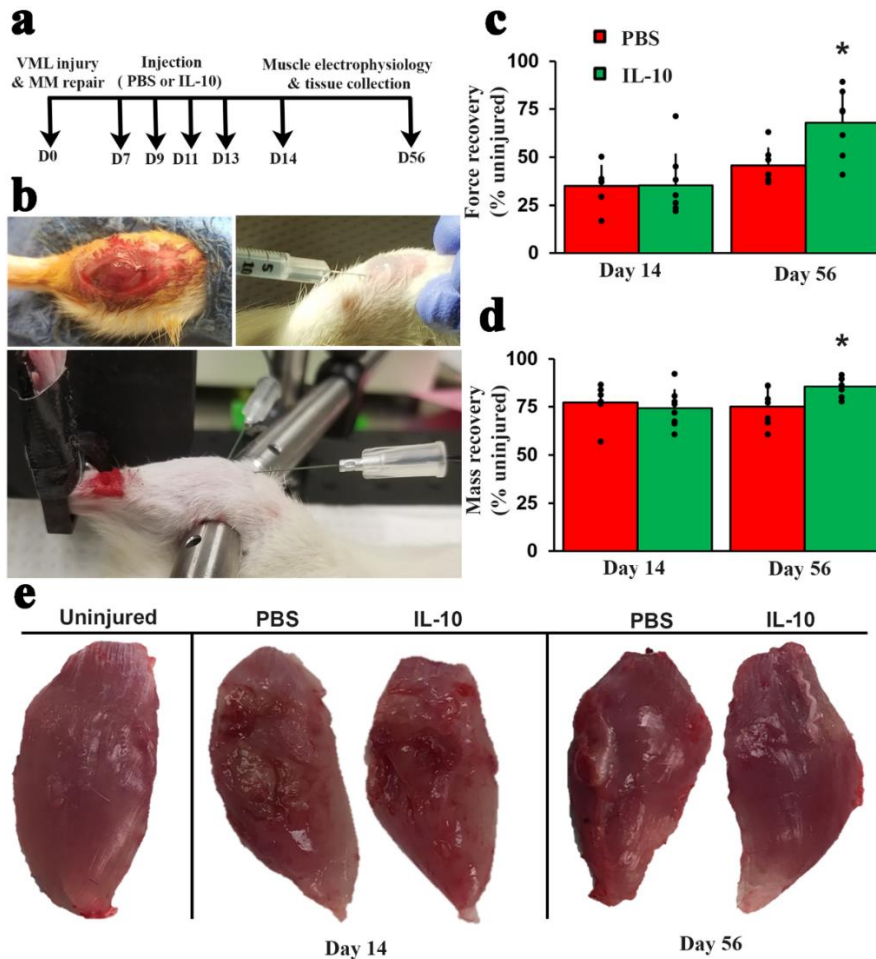 a
VML injury
& MM repair
Injection
( PBS or IL-10)
Muscle electrophysiology
& tissue collection
D0
D7
D9
D11
D13
D14
D56
b
5
10
c
PBS
IL-10
*
Force recovery
(% uninjured)
100
75
50
25
0
Day 14
Day 56
d
*
Mass recovery
(% uninjured)
100
75
50
25
0
Day 14
Day 56
e
Uninjured
PBS
IL-10
PBS
IL-10
Day 14
Day 56